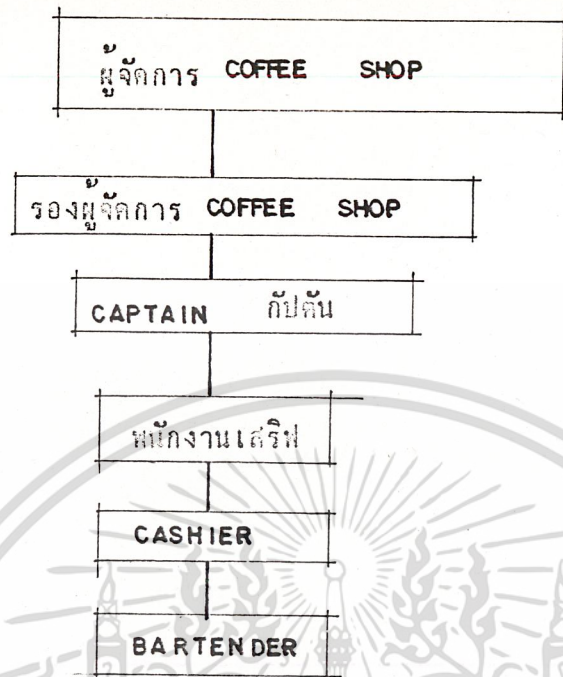 ผู้จัดการ COFFEE SHOP
รองผู้จัดการ COFFEE SHOP
CAPTAIN กัปตัน
พนักงานเสริฟ
CASHIER
BARTENDER